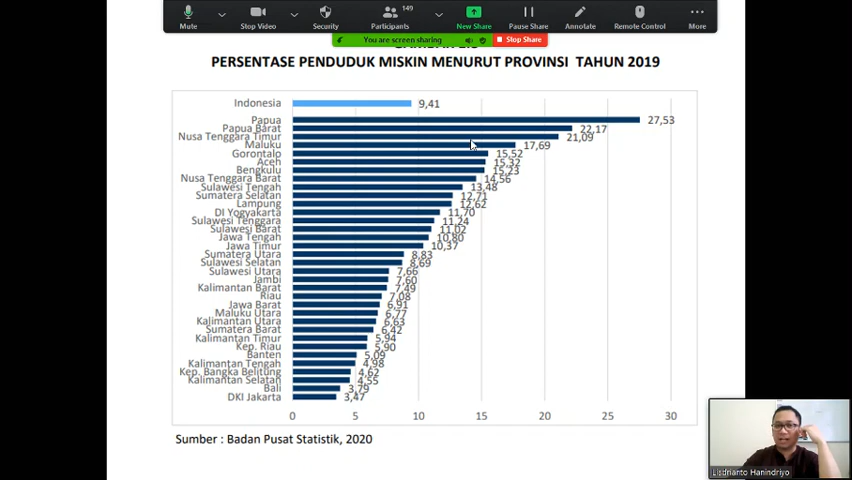 149
Mute
Stop Video
Security
Participants
New Share
Pause Share
Annotate
Remote Control
More
You are screen sharing
Stop Share
PERSENTASE PENDUDUK MISKIN MENURUT PROVINSI TAHUN 2019
Indonesia 9,41
Papua 27,53
Papua Barat 22,17
Nusa Tenggara Timur 21,09
Maluku 17,69
Gorontalo 15,52
Aceh 15,32
Bengkulu 15,23
Nusa Tenggara Barat 14,56
Sulawesi Tengah 13,48
Sumatera Selatan 12,71
Lampung 12,62
DI Yogyakarta 11,70
Sulawesi Tenggara 11,24
Sulawesi Barat 11,02
Jawa Tengah 10,80
Jawa Timur 10,37
Sumatera Utara 8,83
Sulawesi Selatan 8,69
Sulawesi Utara 7,66
Jambi 7,60
Kalimantan Barat 7,49
Riau 7,08
Jawa Barat 6,91
Maluku Utara 6,77
Kalimantan Utara 6,63
Sumatera Barat 6,42
Kalimantan Timur 5,94
Kep. Riau 5,90
Banten 5,09
Kalimantan Tengah 4,98
Kep. Bangka Belitung 4,62
Kalimantan Selatan 4,55
Bali 3,79
DKI Jakarta 3,47
0 5 10 15 20 25 30
Sumber : Badan Pusat Statistik, 2020
Lisdrianto Hanindriyo